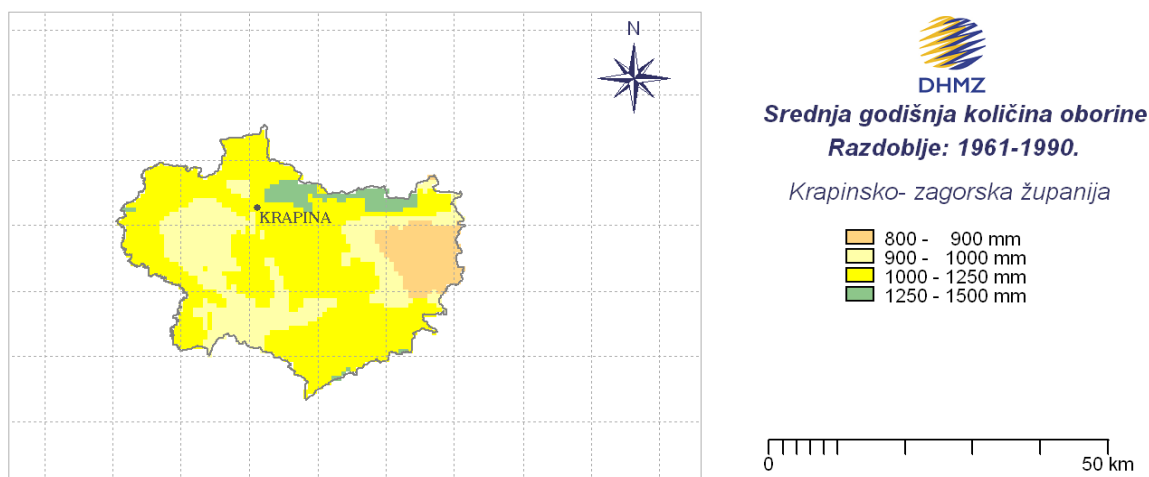 N
KRAPINA
DHMZ
Srednja godišnja količina oborine
Razdoblje: 1961-1990.
Krapinsko- zagorska županija
800 - 900 mm
900 - 1000 mm
1000 - 1250 mm
1250 - 1500 mm
0 50 km